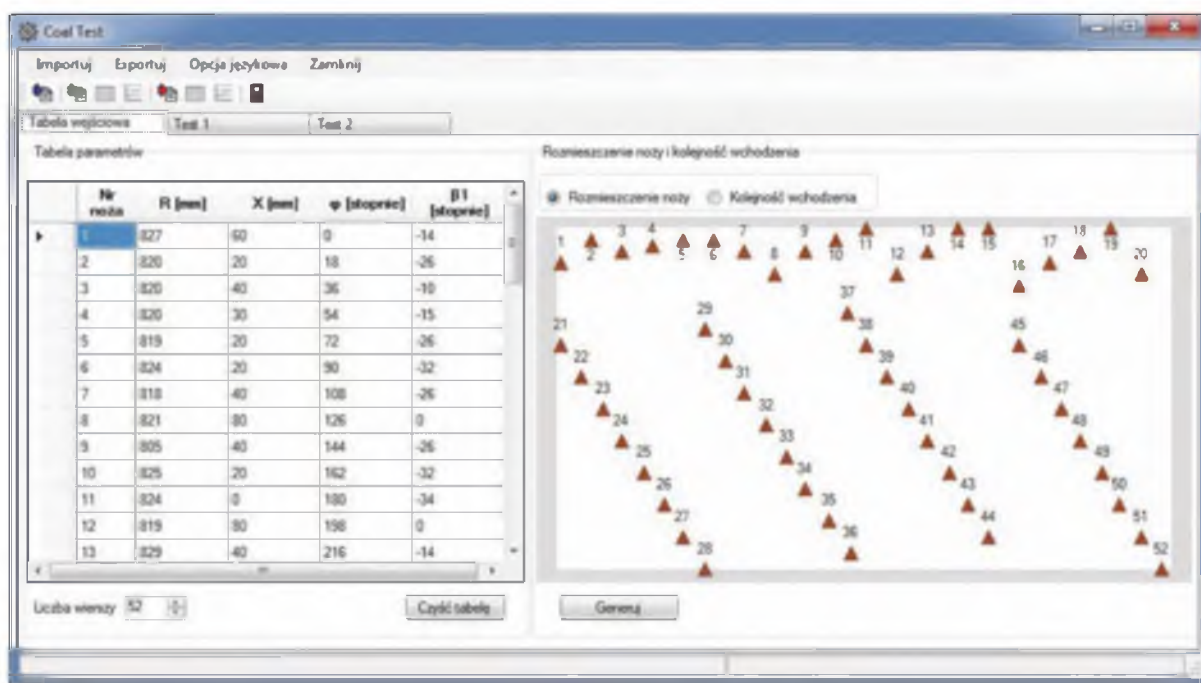 Coal Test
Importuj Exportuj Opcja językowa Zamknij
Tabela wejściowa Test 1 Test 2
Tabela parametrów
Nr noża R [mm] X [mm] φ [stopnie] β1 [stopnie]
1 827 60 0 -14
2 820 20 18 -26
3 820 40 36 -10
4 820 30 54 -15
5 819 20 72 -26
6 824 20 90 -32
7 818 40 108 -26
8 821 80 126 0
9 805 40 144 -26
10 825 20 162 -32
11 824 0 180 -34
12 819 80 198 0
13 829 40 216 -14
Liczba wierszy 52
Czyść tabelę
Rozmieszczenie noży i kolejność wchodzenia
Rozmieszczenie noży Kolejność wchodzenia
1 2 3 4 5 6 7 8 9 10 11 12 13 14 15 16 17 18 19 20
21 22 23 24 25 26 27 28
29 30 31 32 33 34 35 36
37 38 39 40 41 42 43 44
45 46 47 48 49 50 51 52
Generuj